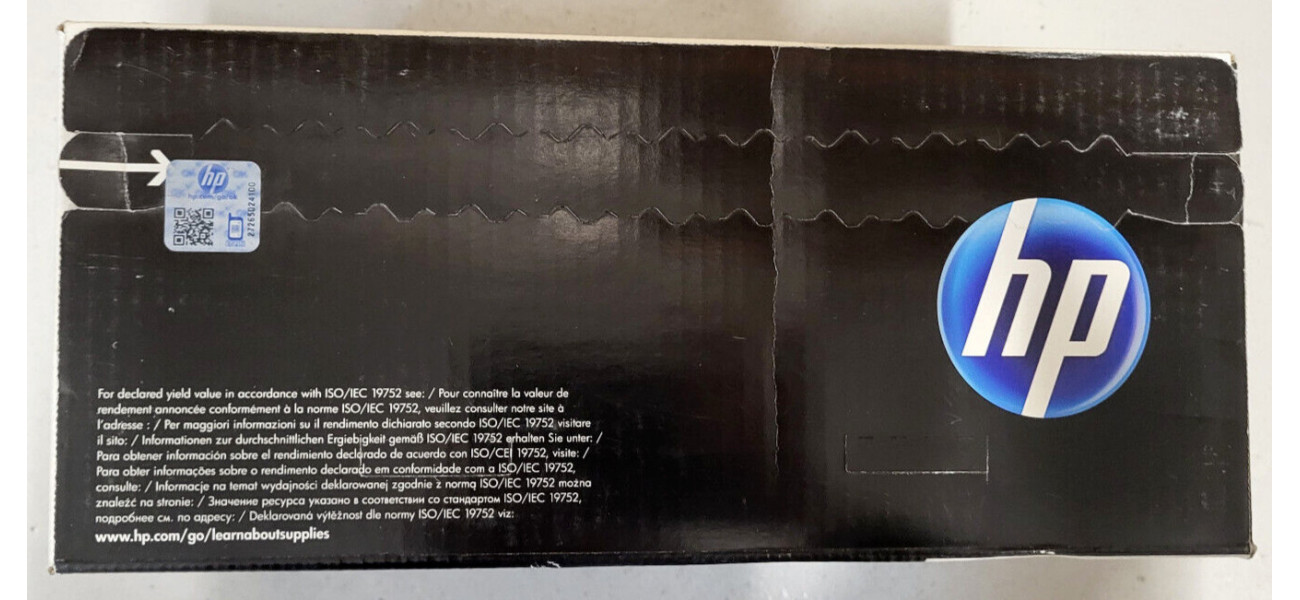 hp
27265024100
hp
For declared yield value in accordance with ISO/IEC 19752 see: / Pour connaître la valeur de
rendement annoncée conformément à la norme ISO/IEC 19752, veuillez consulter notre site à
l'adresse : / Per maggiori informazioni su il rendimento dichiarato secondo ISO/IEC 19752 visitare
il sito: / Informationen zur durchschnittlichen Ergiebigkeit gemäß ISO/IEC 19752 erhalten Sie unter: /
Para obtener información sobre el rendimiento declarado de acuerdo con ISO/CEI 19752, visite: /
Para obter informações sobre o rendimento declarado em conformidade com a ISO/IEC 19752,
consulte: / Informacje na temat wydajności deklarowanej zgodnie z normą ISO/IEC 19752 można
znaleźć na stronie: / Значение ресурса указано в соответствии со стандартом ISO/IEC 19752,
подробнее см. по адресу: / Deklarovaná výtěžnost dle normy ISO/IEC 19752 viz:
www.hp.com/go/learnaboutsupplies